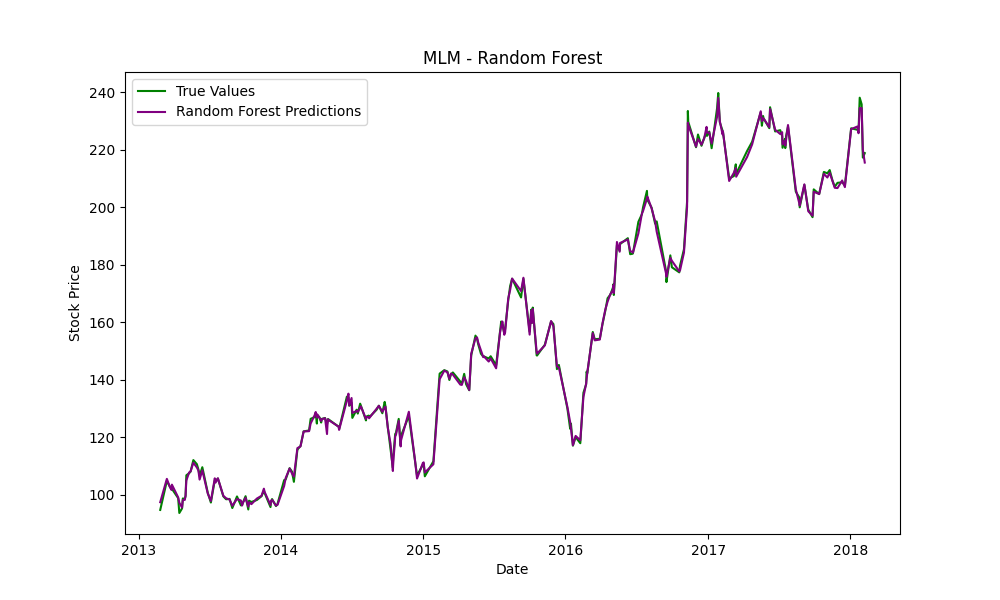 MLM - Random Forest
True Values
Random Forest Predictions
240
220
200
180
160
140
120
100
Stock Price
2013 2014 2015 2016 2017 2018
Date